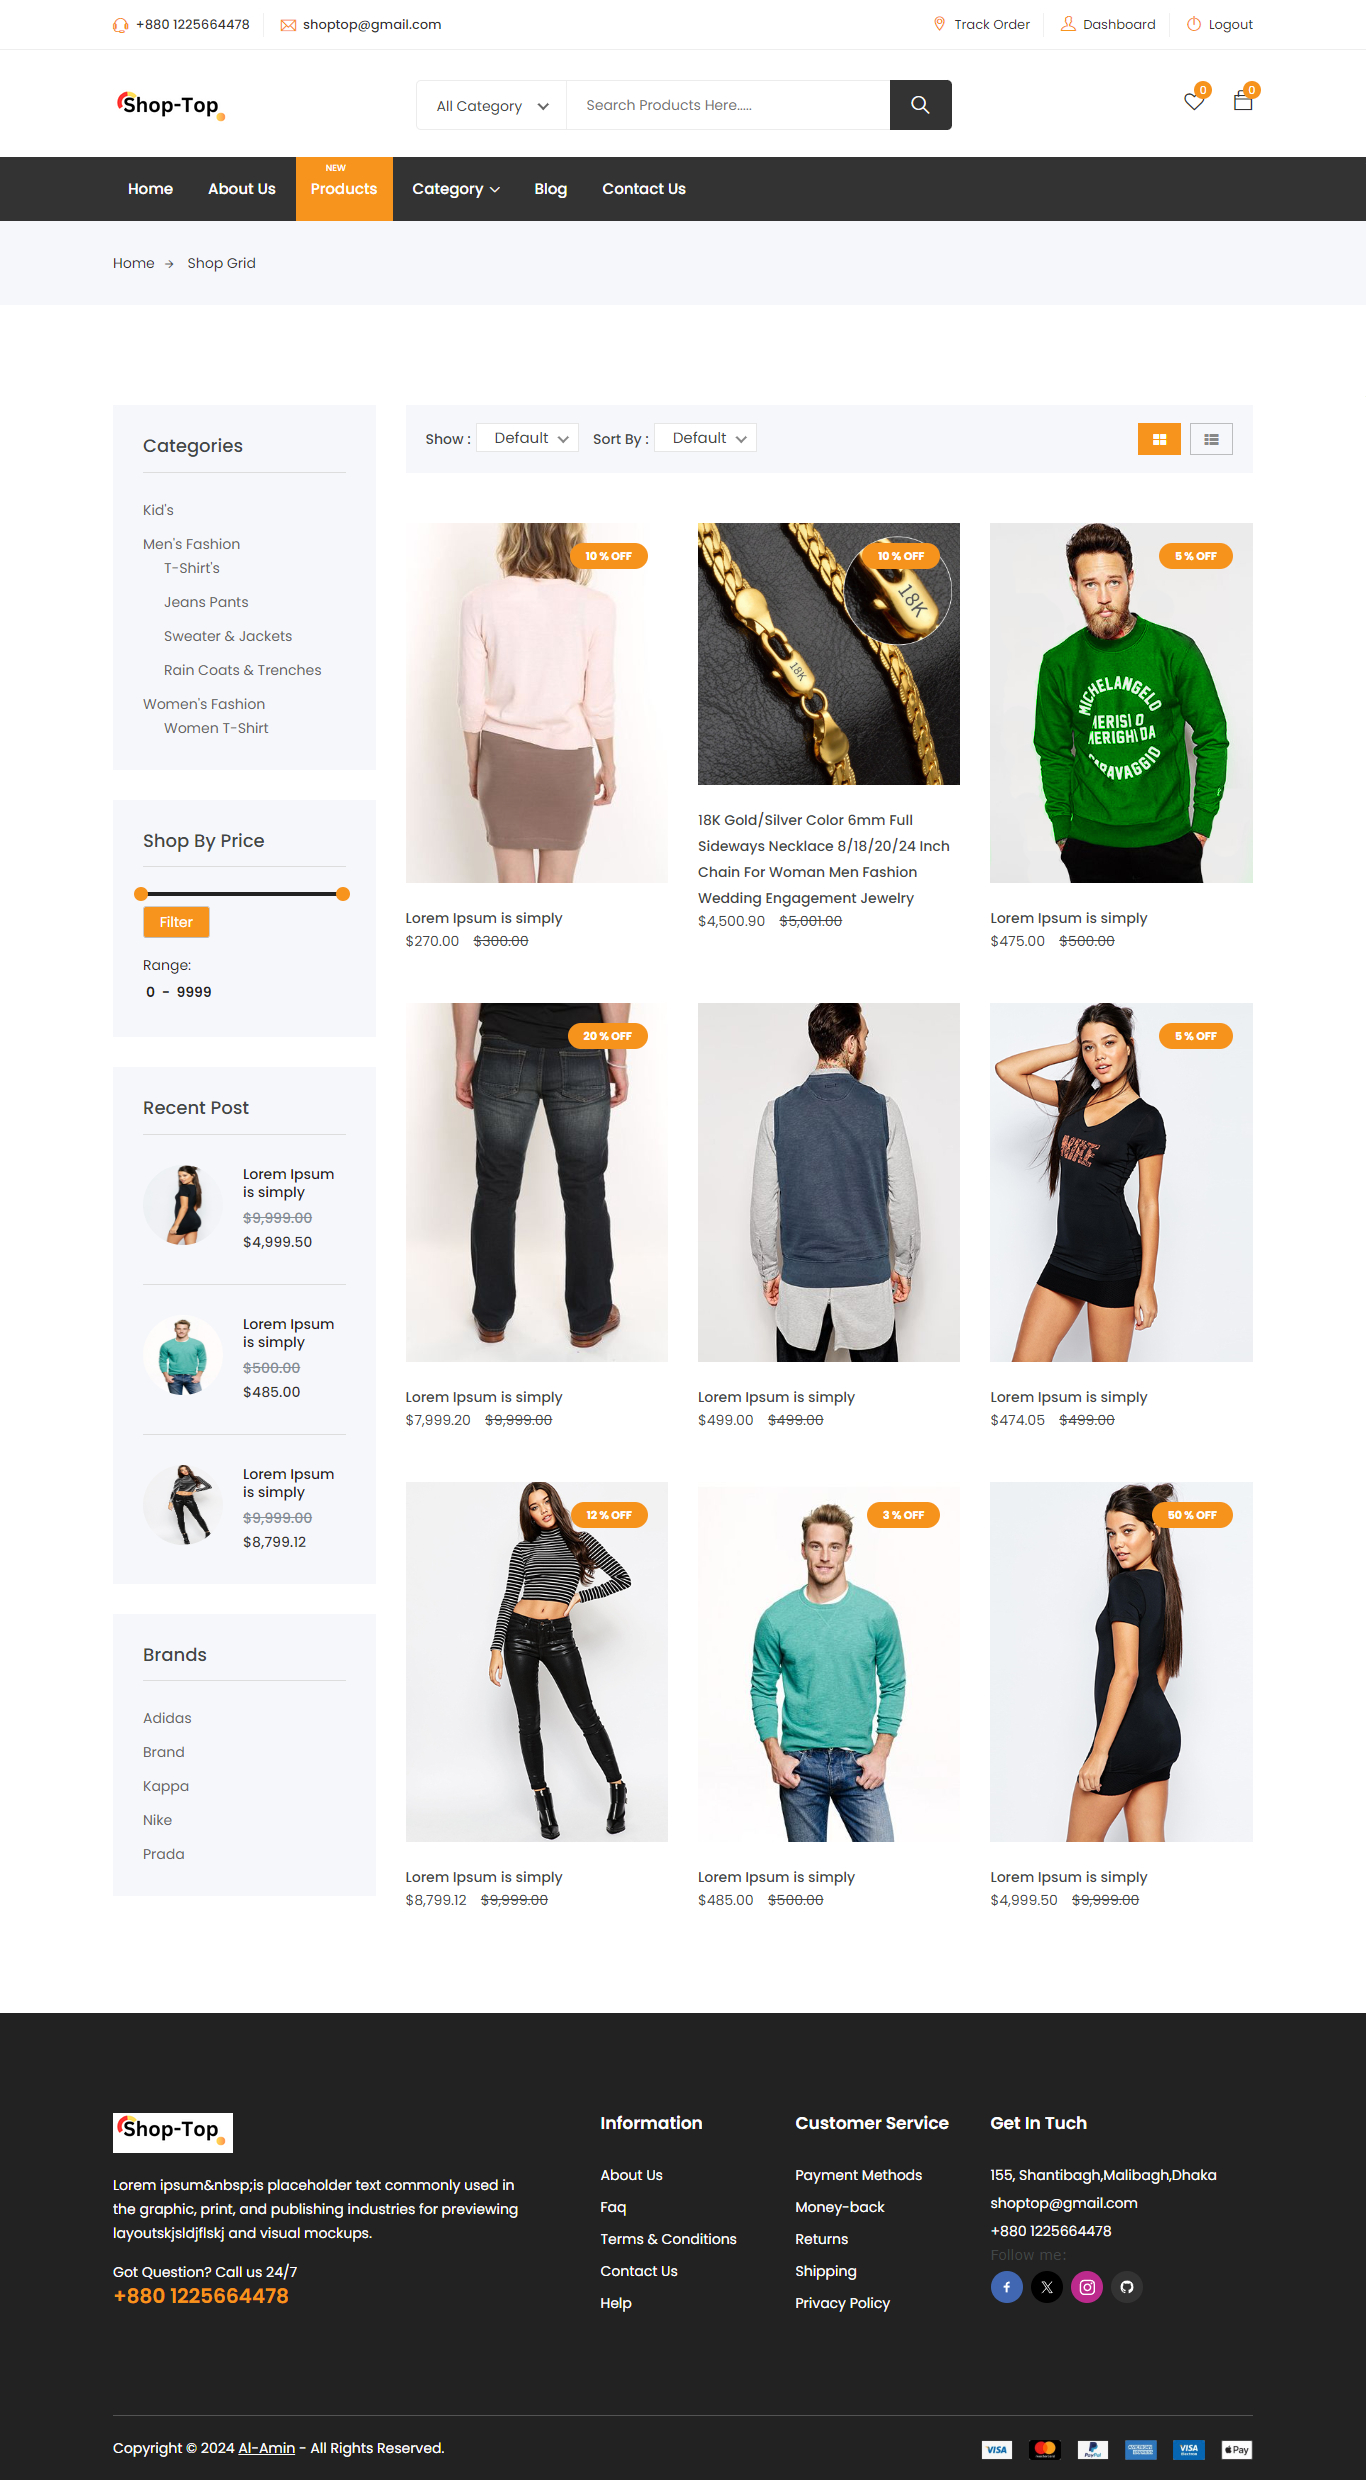 +880 1225664478
shoptop@gmail.com
Track Order
Dashboard
Logout
Shop-Top
All Category
Search Products Here.....
0
0
NEW
Home
About Us
Products
Category
Blog
Contact Us
Home → Shop Grid
Categories
Kid's
Men's Fashion
T-Shirt's
Jeans Pants
Sweater & Jackets
Rain Coats & Trenches
Women's Fashion
Women T-Shirt
Shop By Price
Filter
Range:
0 - 9999
Recent Post
Lorem Ipsum
is simply
$9,999.00
$4,999.50
Lorem Ipsum
is simply
$500.00
$485.00
Lorem Ipsum
is simply
$9,999.00
$8,799.12
Brands
Adidas
Brand
Kappa
Nike
Prada
Show : Default
Sort By : Default
10 % OFF
Lorem Ipsum is simply
$270.00 $300.00
10 % OFF
18K
18K
18K Gold/Silver Color 6mm Full
Sideways Necklace 8/18/20/24 Inch
Chain For Woman Men Fashion
Wedding Engagement Jewelry
$4,500.90 $5,001.00
5 % OFF
MICHELANGELO
MERISI O
MERIGHI DA
CARAVAGGIO
Lorem Ipsum is simply
$475.00 $500.00
20 % OFF
Lorem Ipsum is simply
$7,999.20 $9,999.00
Lorem Ipsum is simply
$499.00 $499.00
5 % OFF
Lorem Ipsum is simply
$474.05 $499.00
12 % OFF
Lorem Ipsum is simply
$8,799.12 $9,999.00
3 % OFF
Lorem Ipsum is simply
$485.00 $500.00
50 % OFF
Lorem Ipsum is simply
$4,999.50 $9,999.00
Shop-Top
Lorem ipsum&nbsp;is placeholder text commonly used in
the graphic, print, and publishing industries for previewing
layoutskjsldjflskj and visual mockups.
Got Question? Call us 24/7
+880 1225664478
Information
About Us
Faq
Terms & Conditions
Contact Us
Help
Customer Service
Payment Methods
Money-back
Returns
Shipping
Privacy Policy
Get In Tuch
155, Shantibagh,Malibagh,Dhaka
shoptop@gmail.com
+880 1225664478
Follow me:
Copyright © 2024 Al-Amin - All Rights Reserved.
VISA
PayPal
VISA
Pay